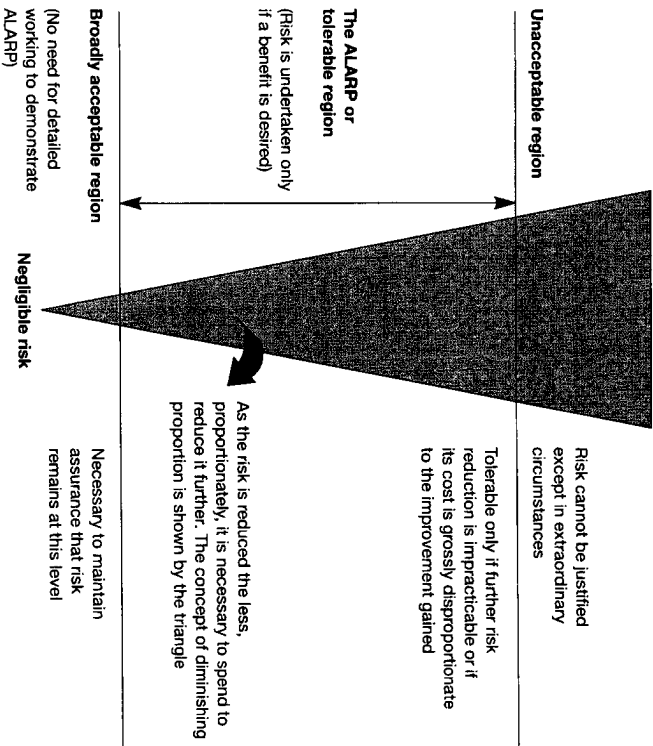 Unacceptable region
Risk cannot be justified
except in extraordinary
circumstances
The ALARP or
tolerable region
(Risk is undertaken only
if a benefit is desired)
Tolerable only if further risk
reduction is impracticable or if
its cost is grossly disproportionate
to the improvement gained
As the risk is reduced the less,
proportionately, it is necessary to spend to
reduce it further. The concept of diminishing
proportion is shown by the triangle
Broadly acceptable region
(No need for detailed
working to demonstrate
ALARP)
Necessary to maintain
assurance that risk
remains at this level
Negligible risk